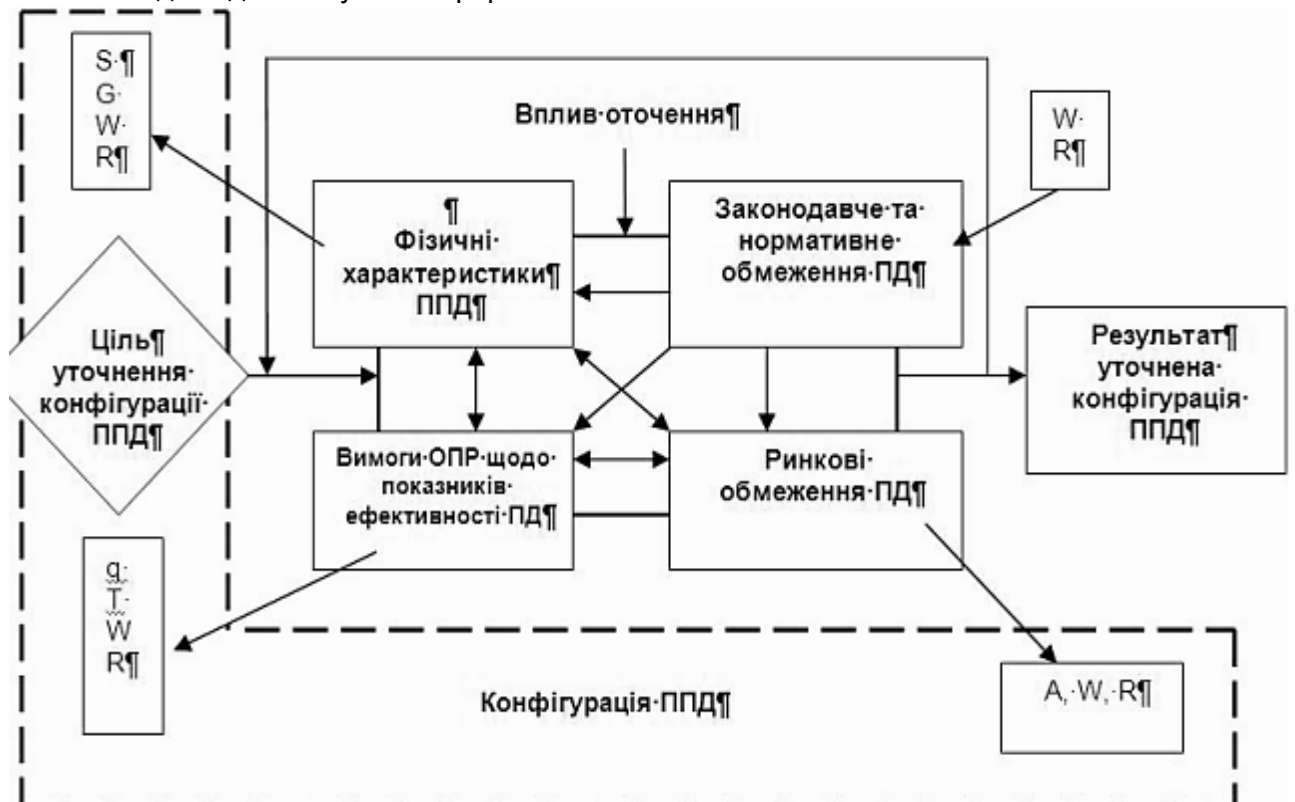 S·¶
G·
W·
R¶
Вплив·оточення¶
W·
R¶
¶
Фізичні·
характеристики¶
ППД¶
Законодавче·та·
нормативне·
обмеження·ПД¶
Ціль¶
уточнення·
конфігурації·
ППД¶
Результат¶
уточнена·
конфігурація·
ППД¶
Вимоги·ОПР·щодо·
показників·
ефективності·ПД¶
Ринкові·
обмеження·ПД¶
q·
T·
W
R¶
Конфігурація·ППД¶
A,·W,·R¶